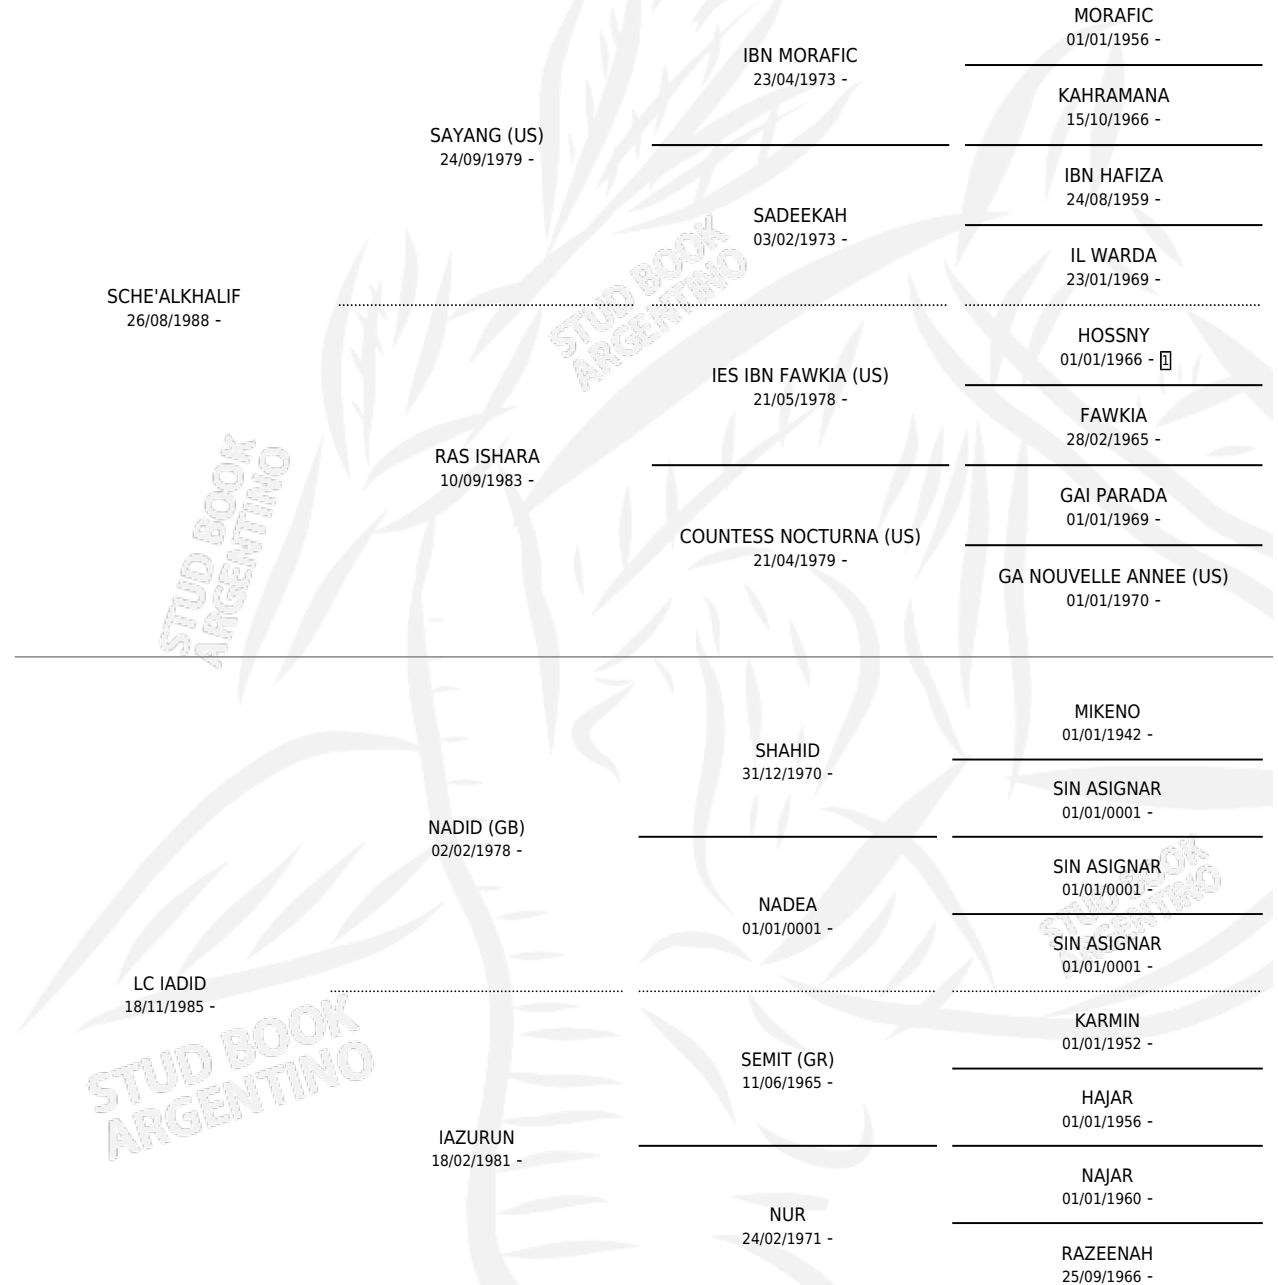 MORAFIC
01/01/1956 -
IBN MORAFIC
23/04/1973 -
KAHRAMANA
15/10/1966 -
SAYANG (US)
24/09/1979 -
IBN HAFIZA
24/08/1959 -
SADEEKAH
03/02/1973 -
IL WARDA
23/01/1969 -
SCHE'ALKHALIF
26/08/1988 -
HOSSNY
01/01/1966 - 1
IES IBN FAWKIA (US)
21/05/1978 -
FAWKIA
28/02/1965 -
RAS ISHARA
10/09/1983 -
GAI PARADA
01/01/1969 -
COUNTESS NOCTURNA (US)
21/04/1979 -
GA NOUVELLE ANNEE (US)
01/01/1970 -
STUD BOOK
ARGENTINO
STUD BOOK
ARGENTINO
MIKENO
01/01/1942 -
SHAHID
31/12/1970 -
SIN ASIGNAR
01/01/0001 -
NADID (GB)
02/02/1978 -
SIN ASIGNAR
01/01/0001 -
NADEA
01/01/0001 -
SIN ASIGNAR
01/01/0001 -
STUD BOOK
ARGENTINO
LC IADID
18/11/1985 -
KARMIN
01/01/1952 -
SEMIT (GR)
11/06/1965 -
HAJAR
01/01/1956 -
IAZURUN
18/02/1981 -
NAJAR
01/01/1960 -
NUR
24/02/1971 -
RAZEENAH
25/09/1966 -
STUD BOOK
ARGENTINO